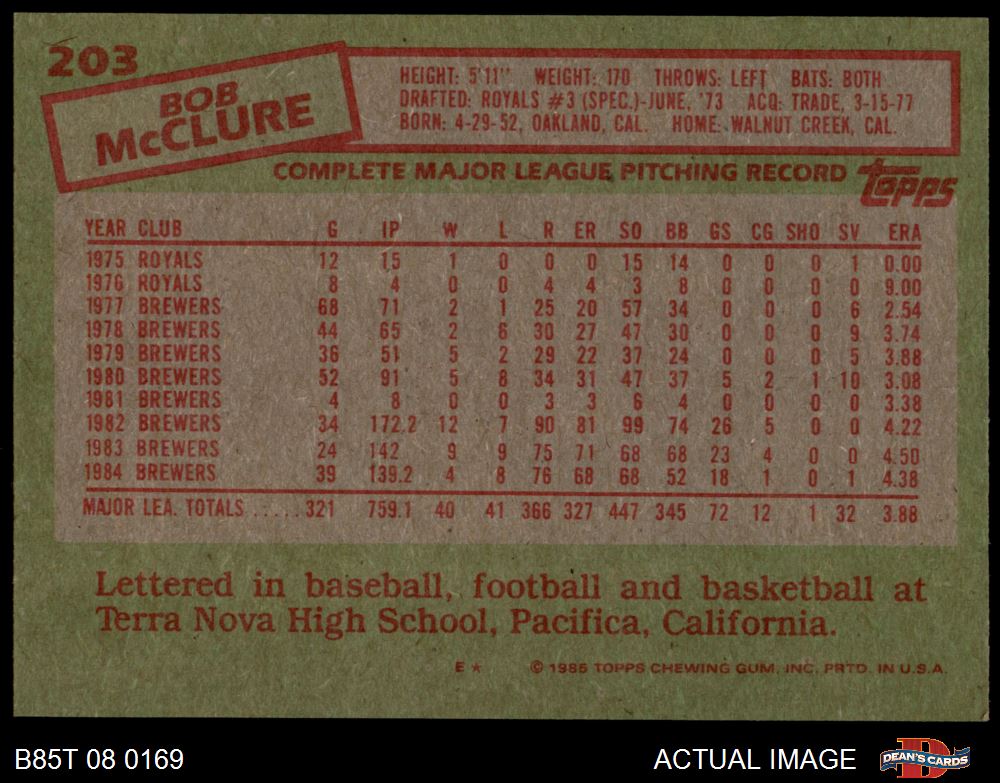 203
BOB
McCLURE
HEIGHT: 5'11" WEIGHT: 170 THROWS: LEFT BATS: BOTH
DRAFTED: ROYALS #3 (SPEC.)-JUNE, '73 ACQ: TRADE, 3-15-77
BORN: 4-29-52, OAKLAND, CAL. HOME: WALNUT CREEK, CAL.
COMPLETE MAJOR LEAGUE PITCHING RECORD topps
YEAR CLUB G IP W L R ER SO BB GS CG SHO SV ERA
1975 ROYALS 12 15 1 0 0 0 15 14 0 0 0 1 0.00
1976 ROYALS 8 4 0 0 4 4 3 8 0 0 0 0 9.00
1977 BREWERS 68 71 2 1 25 20 57 34 0 0 0 6 2.54
1978 BREWERS 44 65 2 6 30 27 47 30 0 0 0 9 3.74
1979 BREWERS 36 51 5 2 29 22 37 24 0 0 0 5 3.88
1980 BREWERS 52 91 5 8 34 31 47 37 5 2 1 10 3.08
1981 BREWERS 4 8 0 0 3 3 6 4 0 0 0 0 3.38
1982 BREWERS 34 172.2 12 7 90 81 99 74 26 5 0 0 4.22
1983 BREWERS 24 142 9 9 75 71 68 68 23 4 0 0 4.50
1984 BREWERS 39 139.2 4 8 76 68 68 52 18 1 0 1 4.38
MAJOR LEA. TOTALS ..... 321 759.1 40 41 366 327 447 345 72 12 1 32 3.88
Lettered in baseball, football and basketball at
Terra Nova High School, Pacifica, California.
E ★ © 1985 TOPPS CHEWING GUM, INC. PRTD. IN U.S.A.
B85T 08 0169 ACTUAL IMAGE DEAN'S CARDS